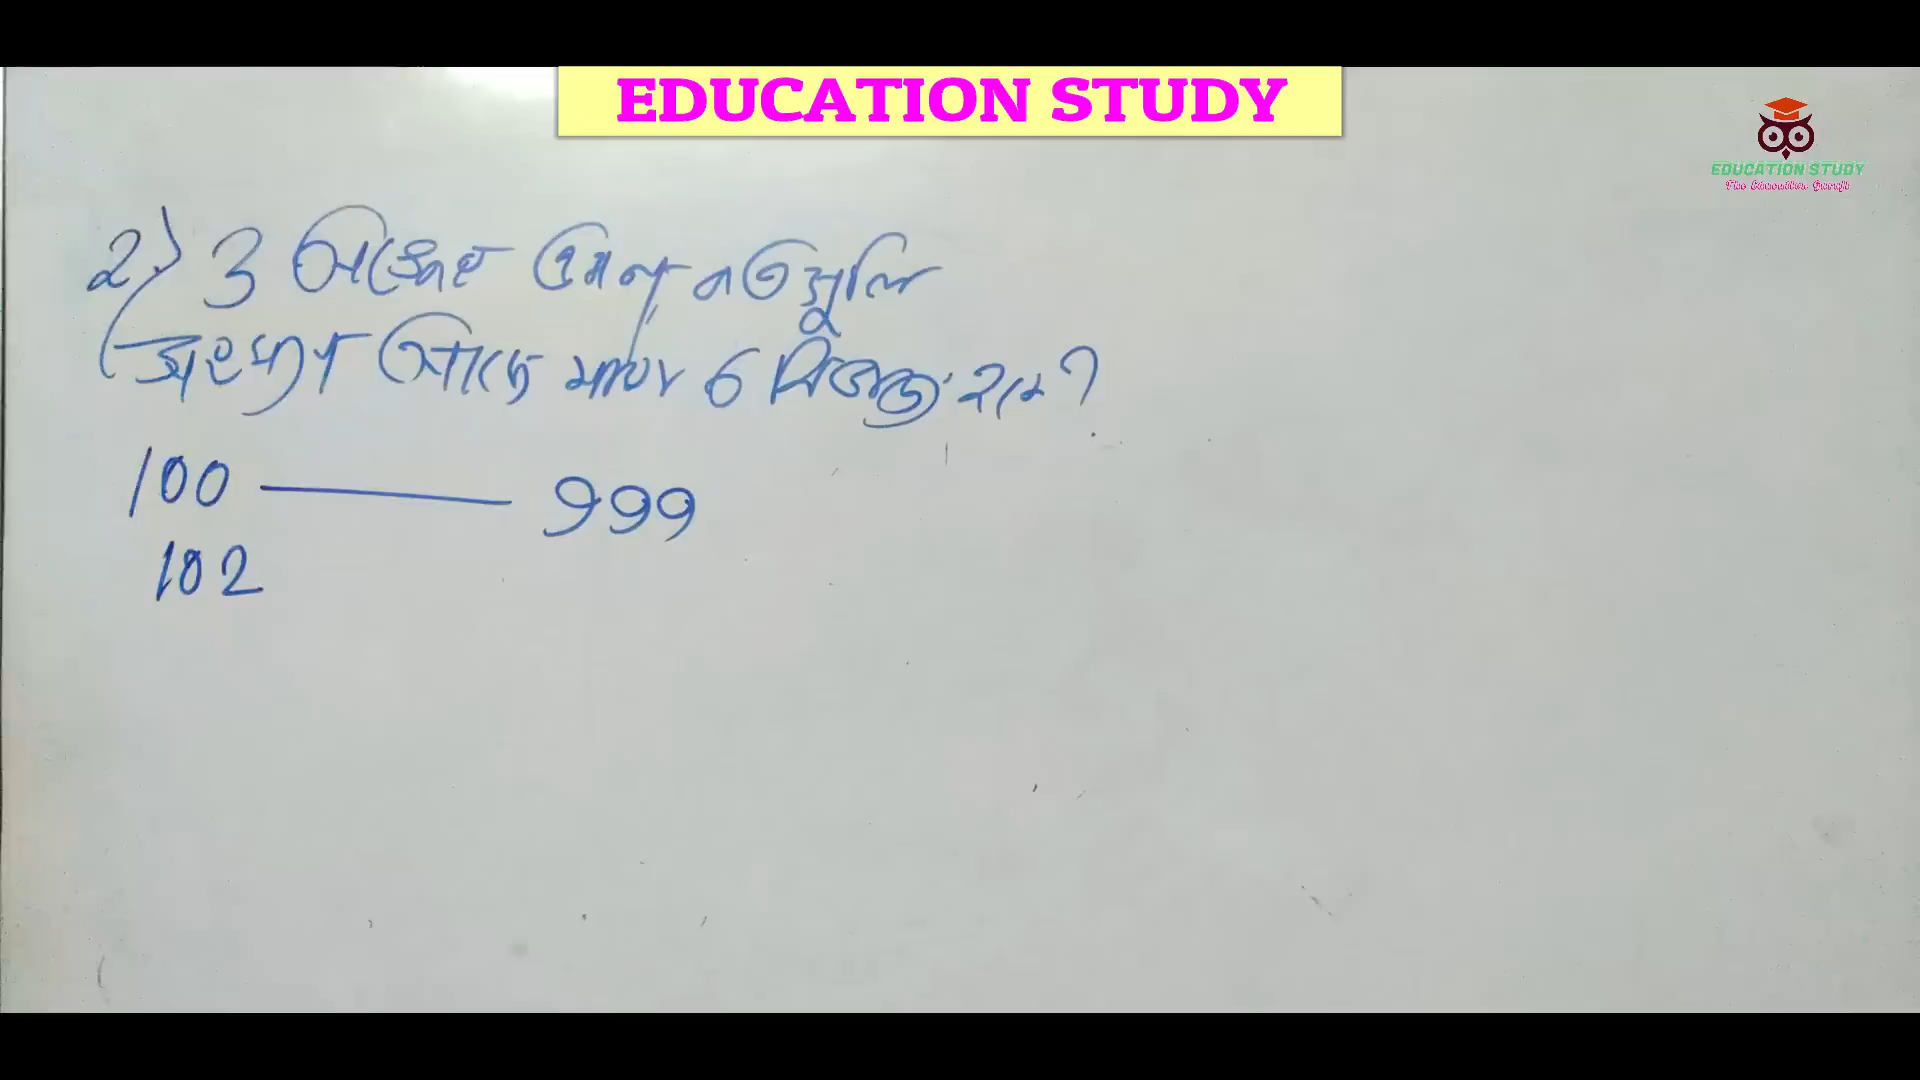 EDUCATION STUDY
EDUCATION STUDY
2) 3 অঙ্কের এমন কতগুলি
সংখ্যা আছে যারা 6 বিভাজ্য হবে?
100 — 999
102